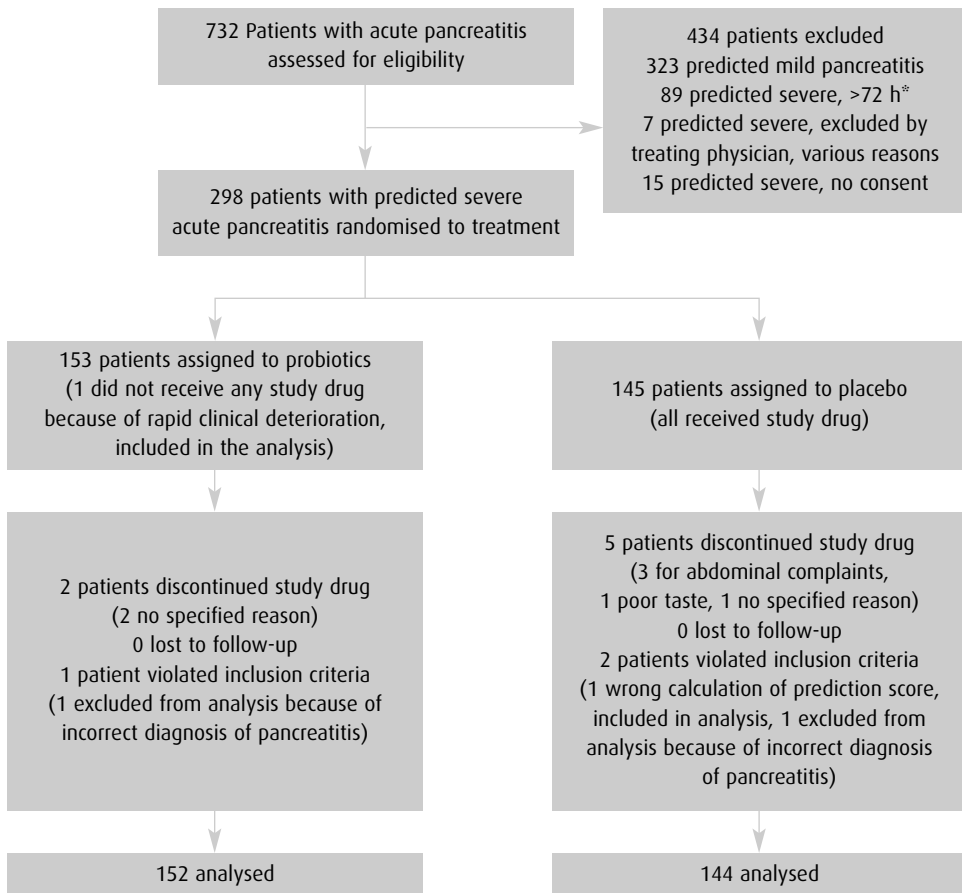 732 Patients with acute pancreatitis
assessed for eligibility
434 patients excluded
323 predicted mild pancreatitis
89 predicted severe, >72 h*
7 predicted severe, excluded by
treating physician, various reasons
15 predicted severe, no consent
298 patients with predicted severe
acute pancreatitis randomised to treatment
153 patients assigned to probiotics
(1 did not receive any study drug
because of rapid clinical deterioration,
included in the analysis)
145 patients assigned to placebo
(all received study drug)
2 patients discontinued study drug
(2 no specified reason)
0 lost to follow-up
1 patient violated inclusion criteria
(1 excluded from analysis because of
incorrect diagnosis of pancreatitis)
5 patients discontinued study drug
(3 for abdominal complaints,
1 poor taste, 1 no specified reason)
0 lost to follow-up
2 patients violated inclusion criteria
(1 wrong calculation of prediction score,
included in analysis, 1 excluded from
analysis because of incorrect diagnosis
of pancreatitis)
152 analysed
144 analysed